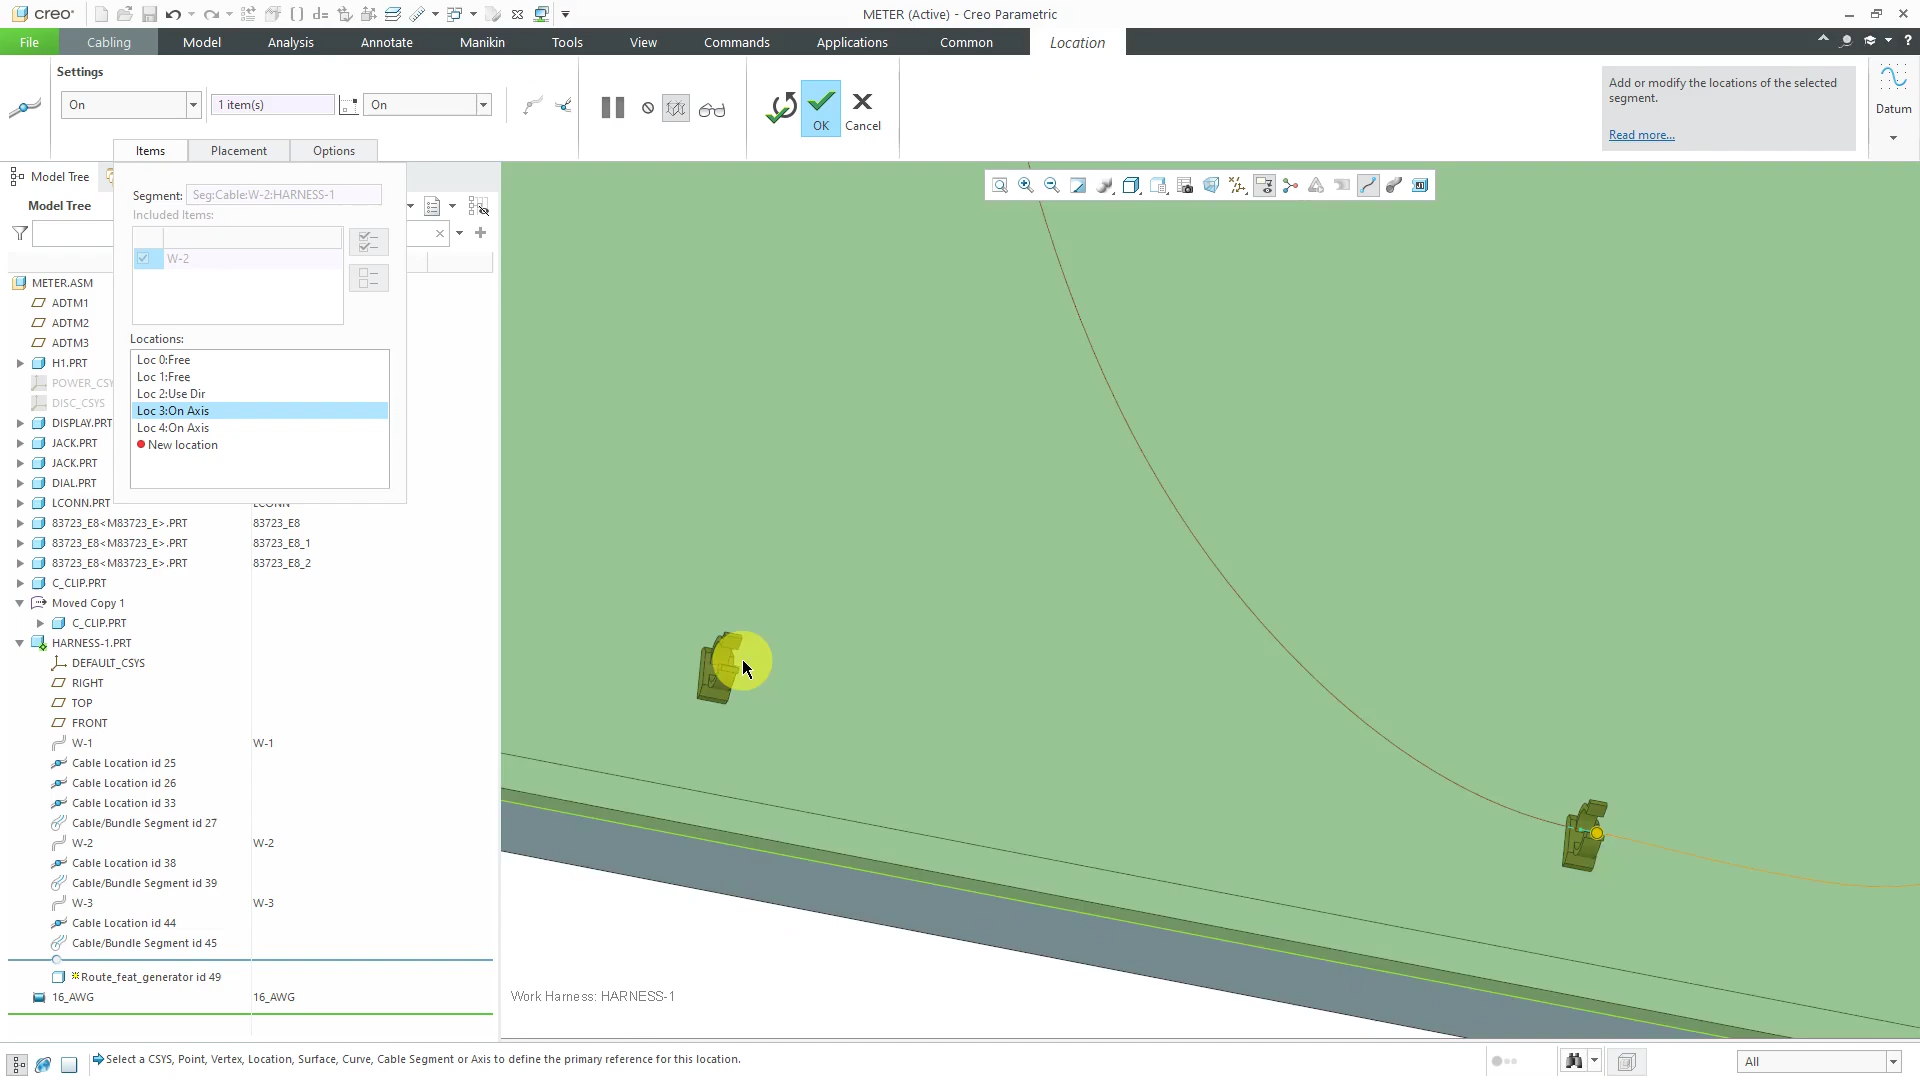 creo
METER (Active) - Creo Parametric
File
Cabling
Model
Analysis
Annotate
Manikin
Tools
View
Commands
Applications
Common
Location
Settings
On
1 item(s)
On
OK
Cancel
Add or modify the locations of the selected
segment.
Read more...
Datum
Items
Placement
Options
Model Tree
Model Tree
Segment:
Seg:Cable:W-2:HARNESS-1
Included Items:
W-2
Locations:
Loc 0:Free
Loc 1:Free
Loc 2:Use Dir
Loc 3:On Axis
Loc 4:On Axis
New location
METER.ASM
ADTM1
ADTM2
ADTM3
H1.PRT
POWER_CSY
DISC_CSYS
DISPLAY.PRT
JACK.PRT
JACK.PRT
DIAL.PRT
LCONN.PRT LCONN
83723_E8<M83723_E>.PRT 83723_E8
83723_E8<M83723_E>.PRT 83723_E8_1
83723_E8<M83723_E>.PRT 83723_E8_2
C_CLIP.PRT
Moved Copy 1
C_CLIP.PRT
HARNESS-1.PRT
DEFAULT_CSYS
RIGHT
TOP
FRONT
W-1 W-1
Cable Location id 25
Cable Location id 26
Cable Location id 33
Cable/Bundle Segment id 27
W-2 W-2
Cable Location id 38
Cable/Bundle Segment id 39
W-3 W-3
Cable Location id 44
Cable/Bundle Segment id 45
Route_feat_generator id 49
16_AWG 16_AWG
Work Harness: HARNESS-1
Select a CSYS, Point, Vertex, Location, Surface, Curve, Cable Segment or Axis to define the primary reference for this location.
All